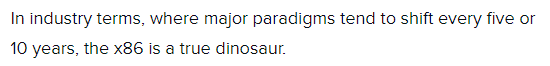 In industry terms, where major paradigms tend to shift every five or
10 years, the x86 is a true dinosaur.